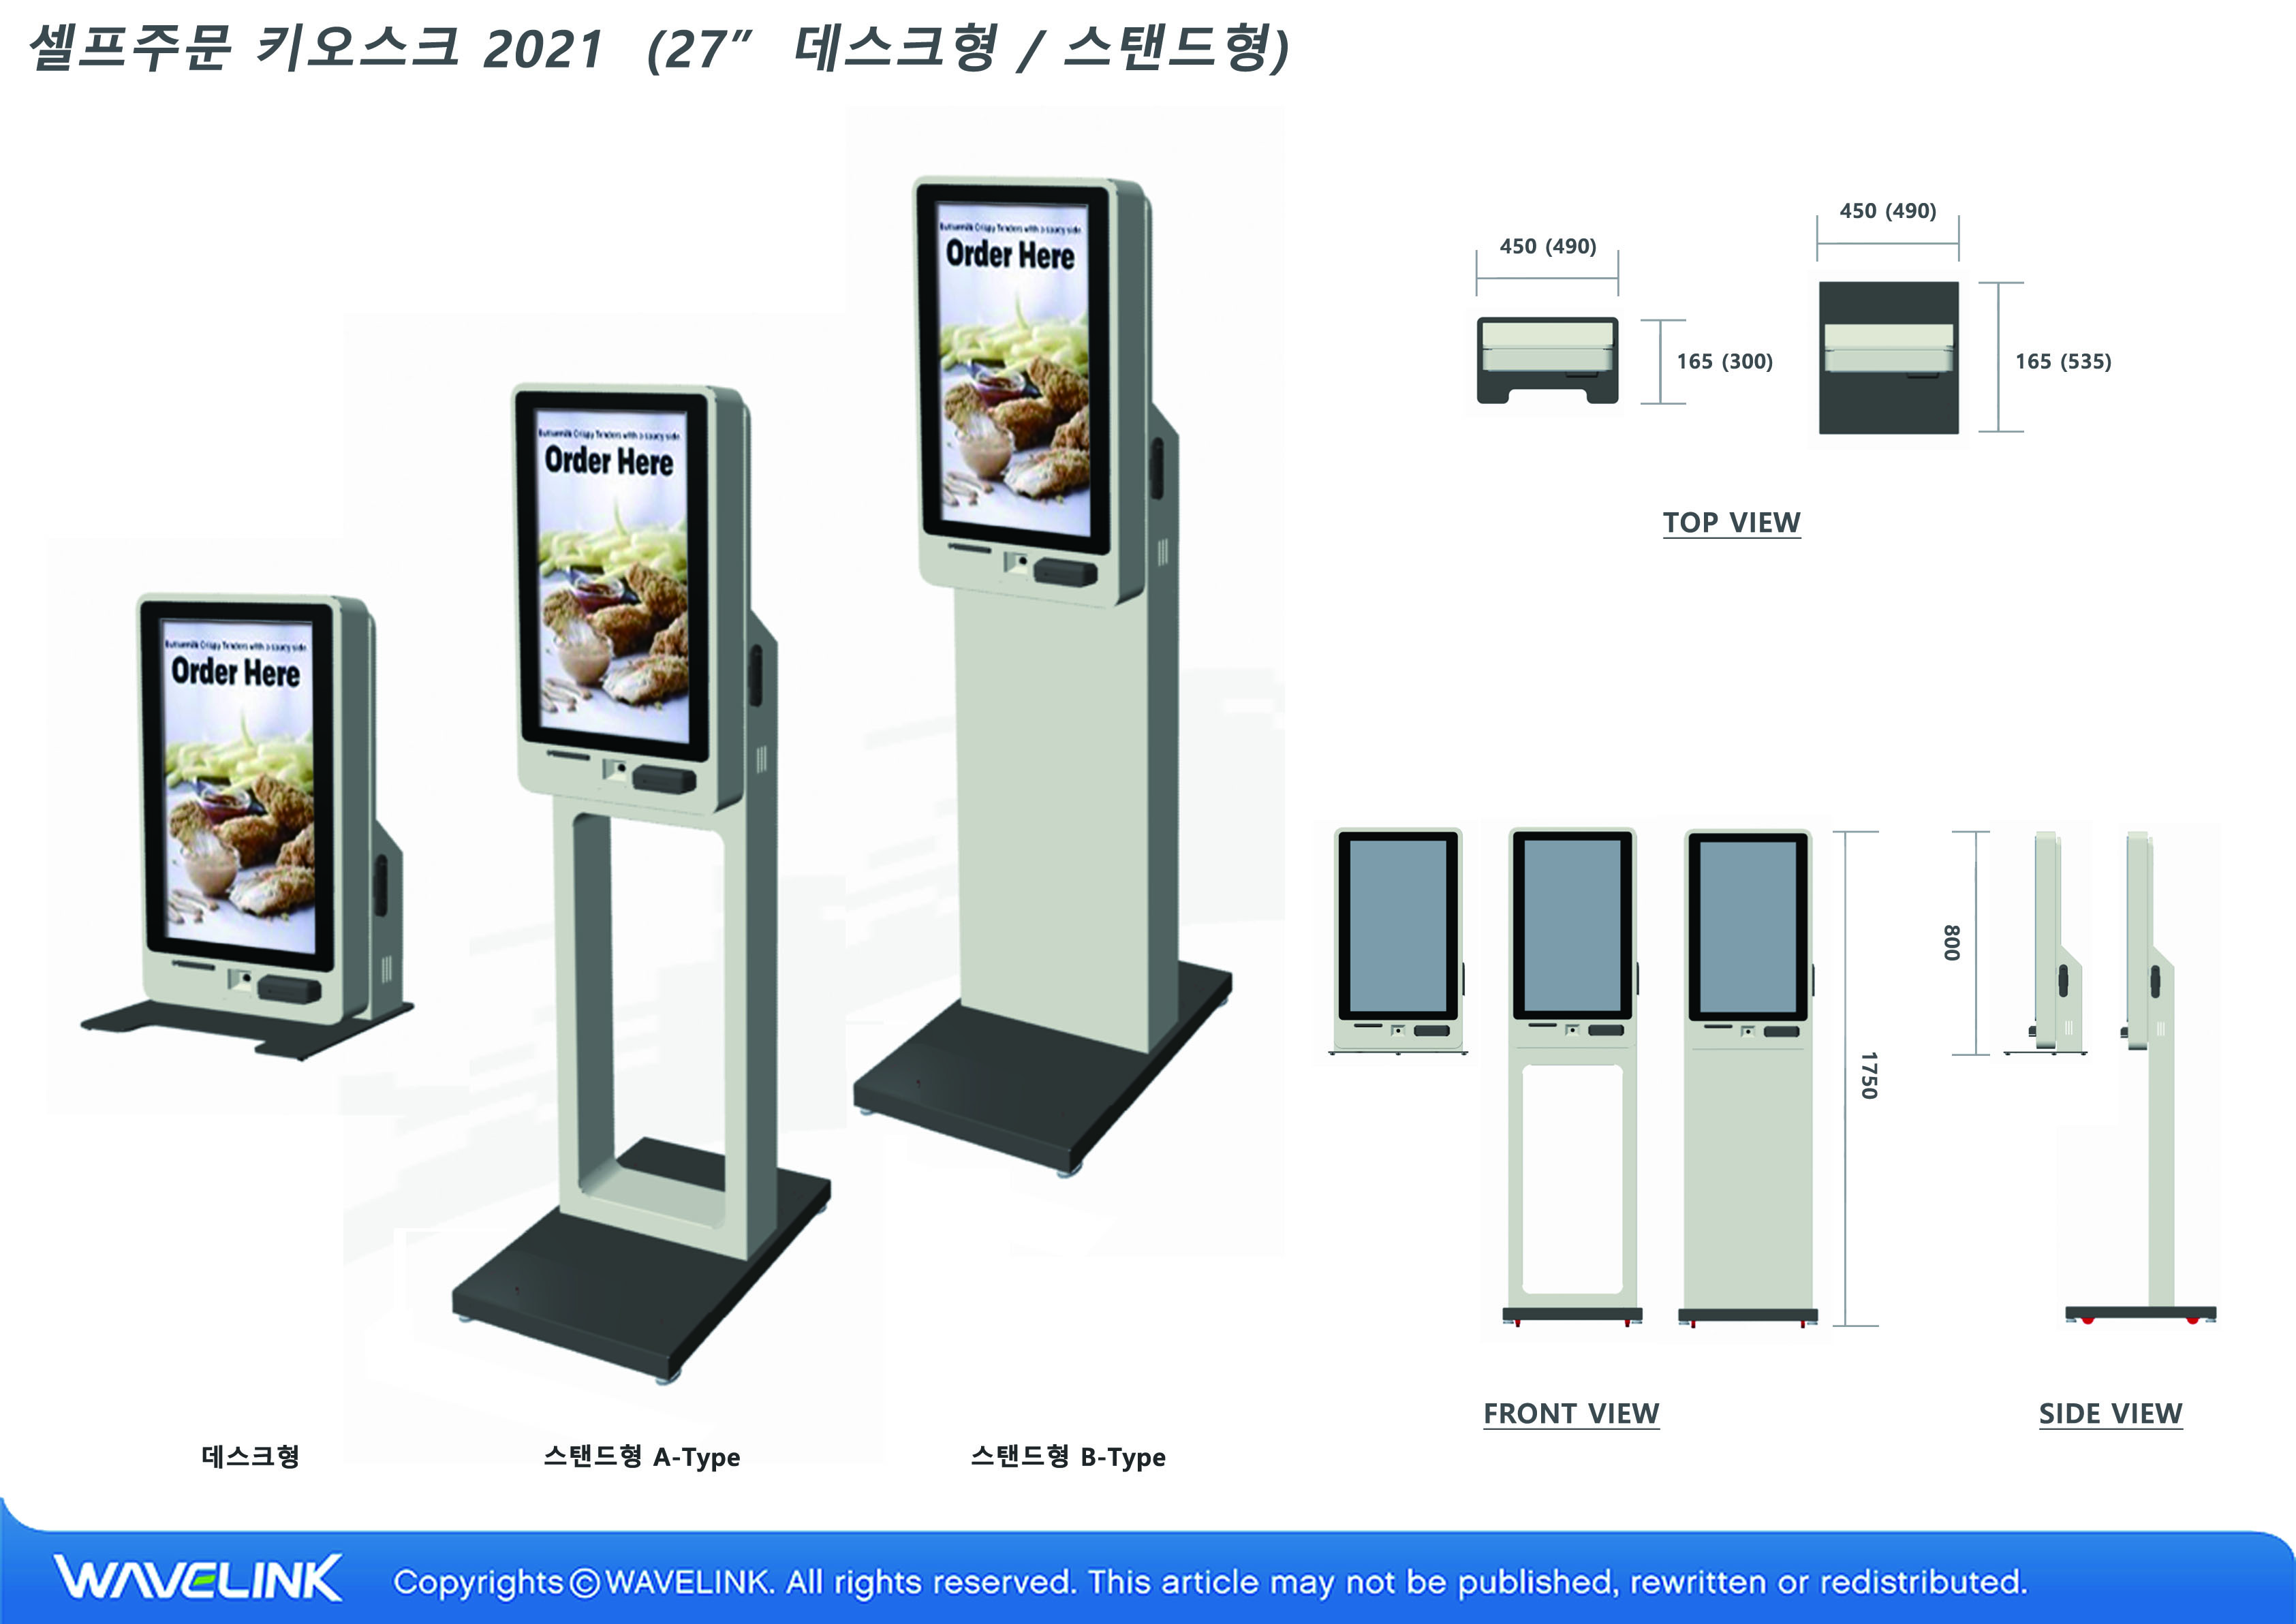 셀프주문 키오스크 2021 (27″ 데스크형 / 스탠드형)
Buttermilk Crispy Tenders with a saucy side.
Order Here
Buttermilk Crispy Tenders with a saucy side.
Order Here
Buttermilk Crispy Tenders with a saucy side.
Order Here
450 (490)
450 (490)
165 (300)
165 (535)
TOP VIEW
800
1750
FRONT VIEW
SIDE VIEW
데스크형
스탠드형 A-Type
스탠드형 B-Type
WAVELINK
Copyrights©WAVELINK. All rights reserved. This article may not be published, rewritten or redistributed.